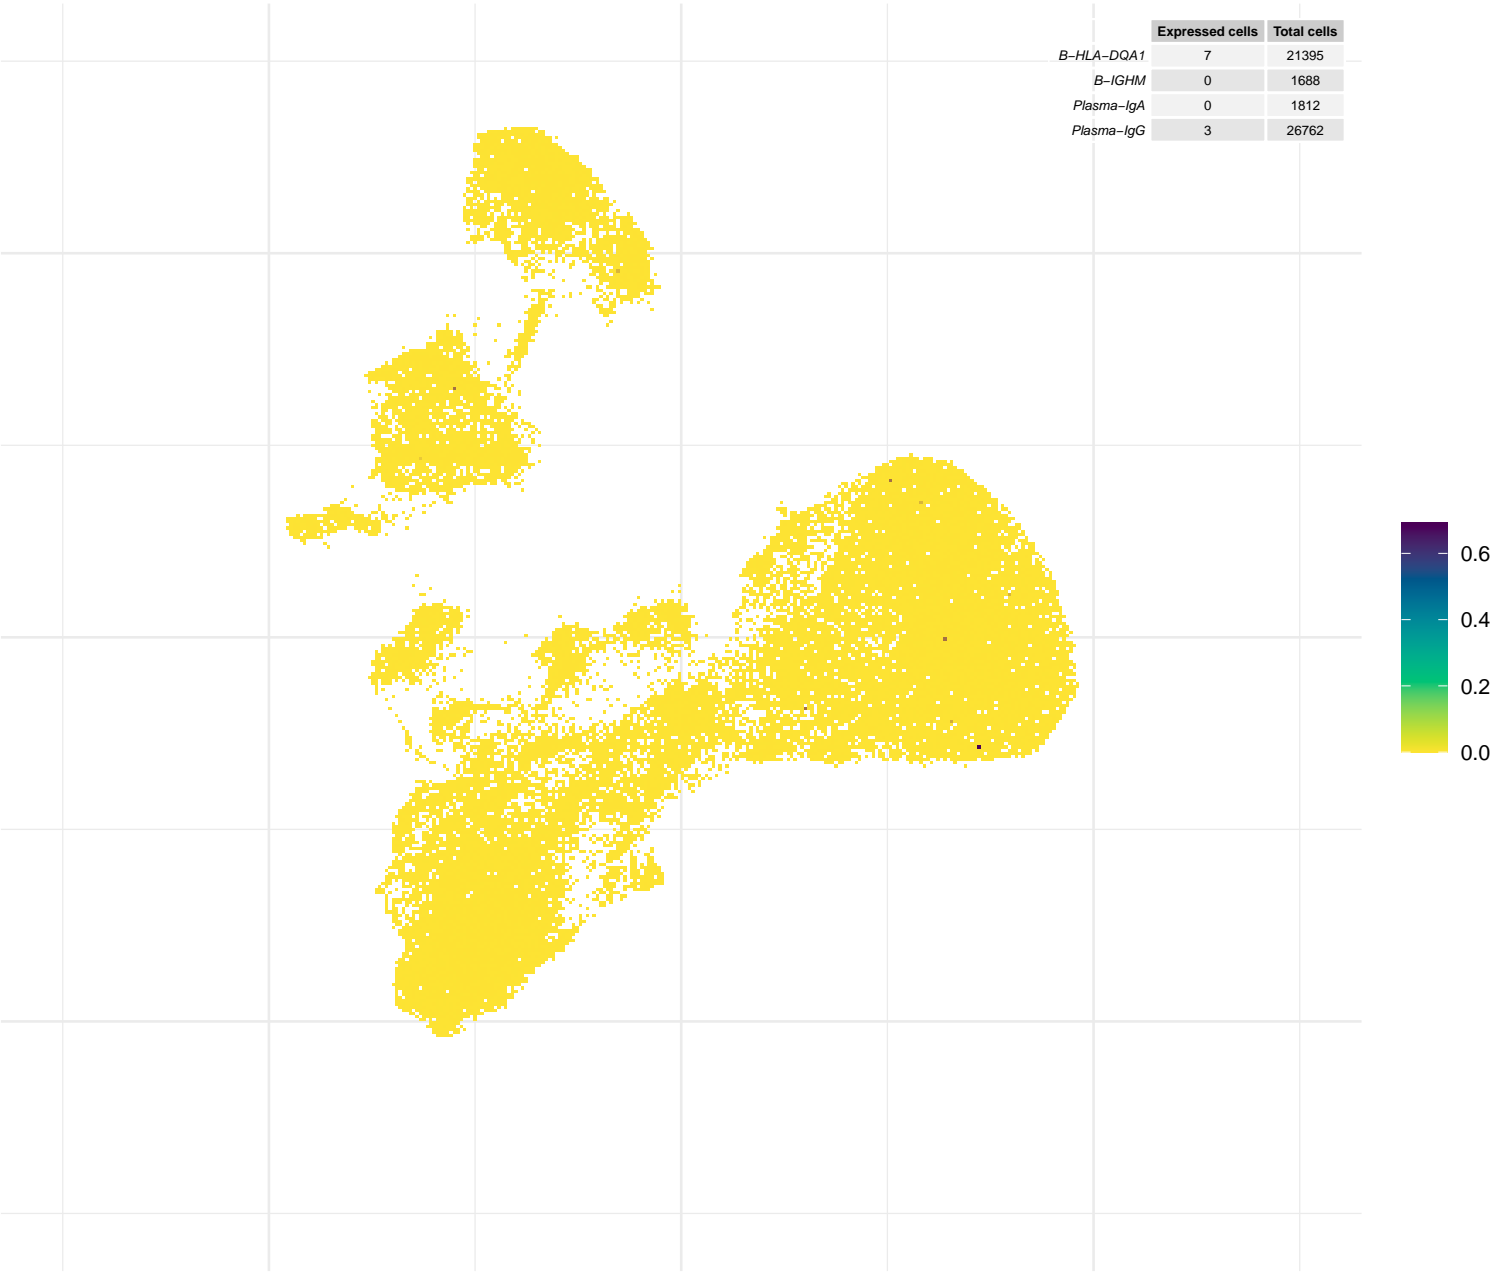 Expressed cells Total cells
B−HLA−DQA1 7 21395
B−IGHM 0 1688
Plasma−IgA 0 1812
Plasma−IgG 3 26762
0.6
0.4
0.2
0.0